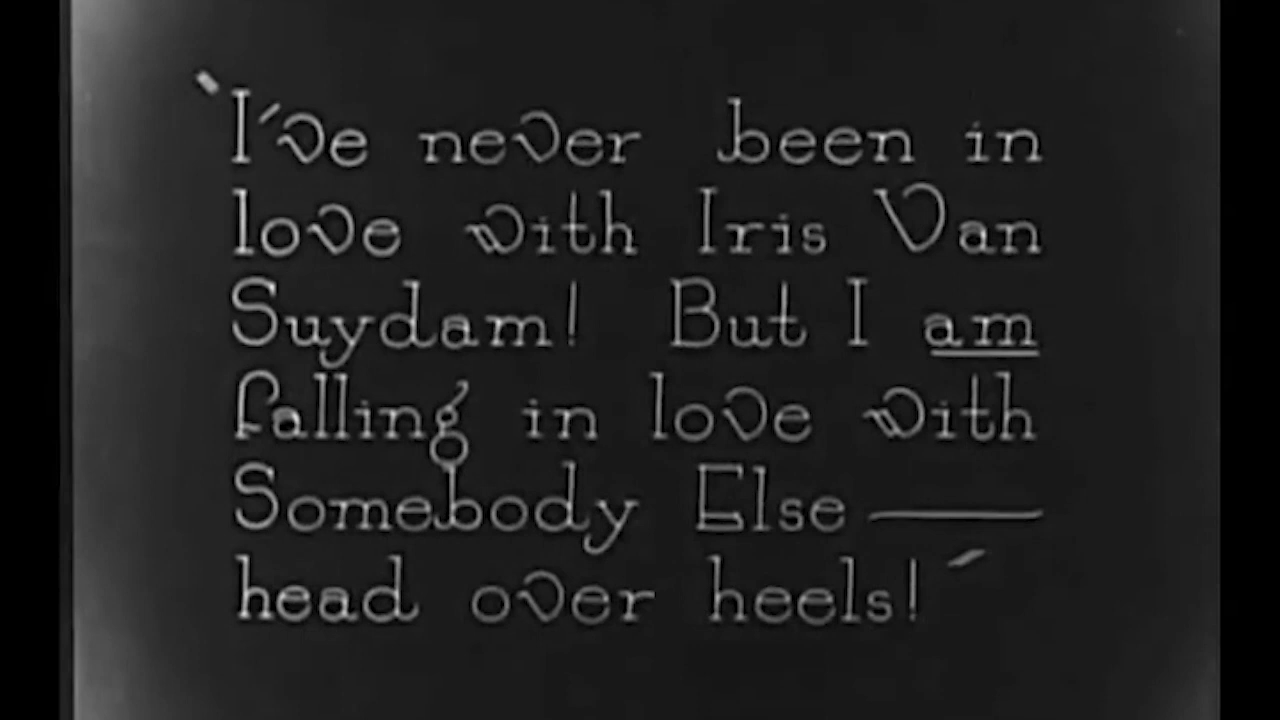 `I've never been in
love with Iris Van
Suydam! But I am
falling in love with
Somebody Else —
head over heels!´